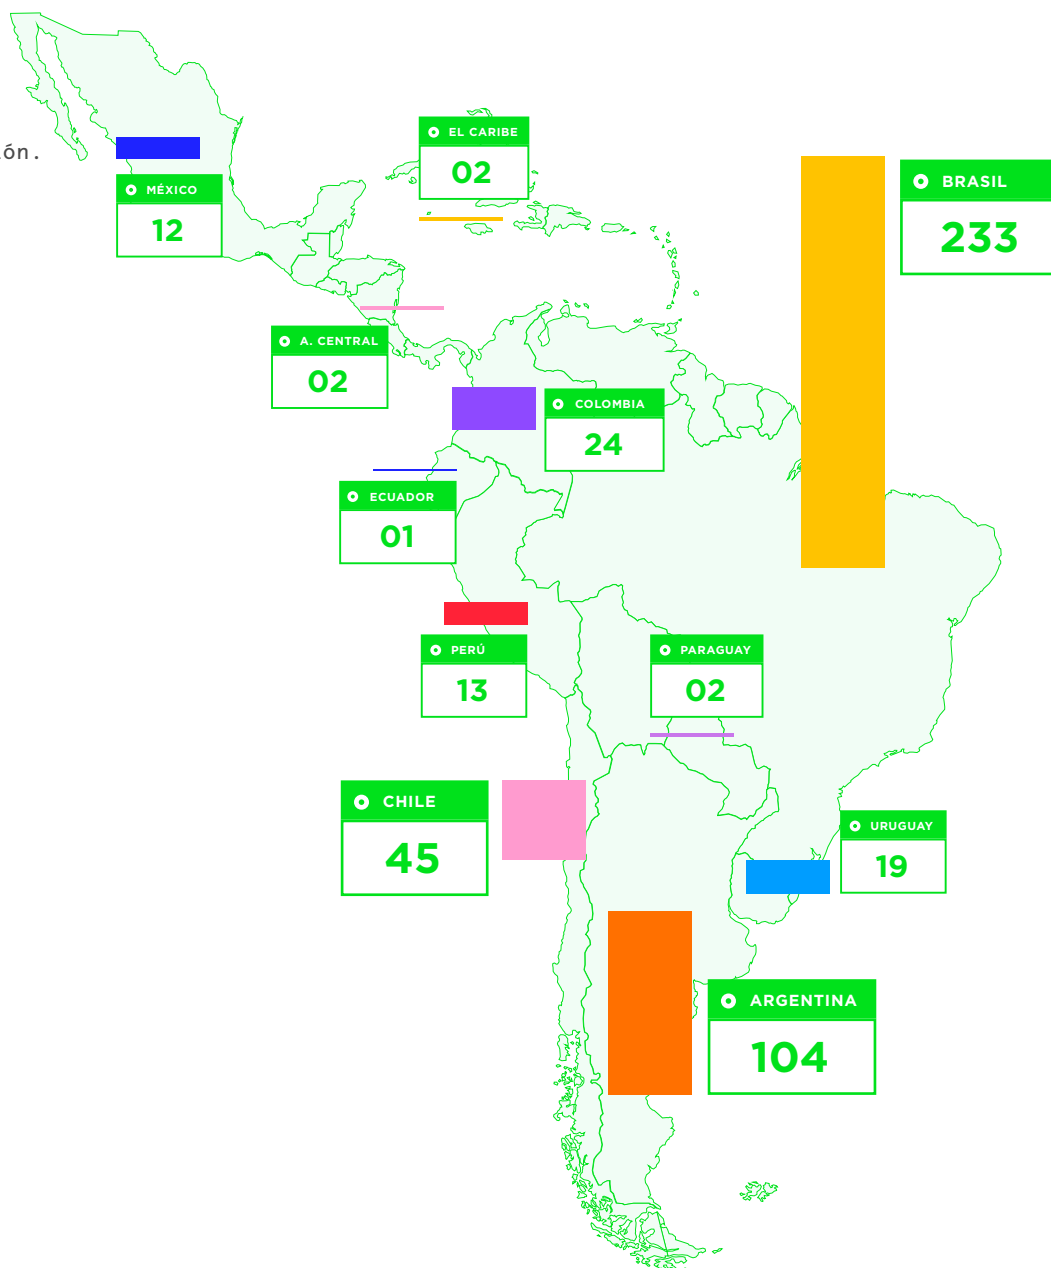 EL CARIBE
02
ión.
MÉXICO
12
BRASIL
233
A. CENTRAL
02
COLOMBIA
24
ECUADOR
01
PERÚ
13
PARAGUAY
02
CHILE
45
URUGUAY
19
ARGENTINA
104